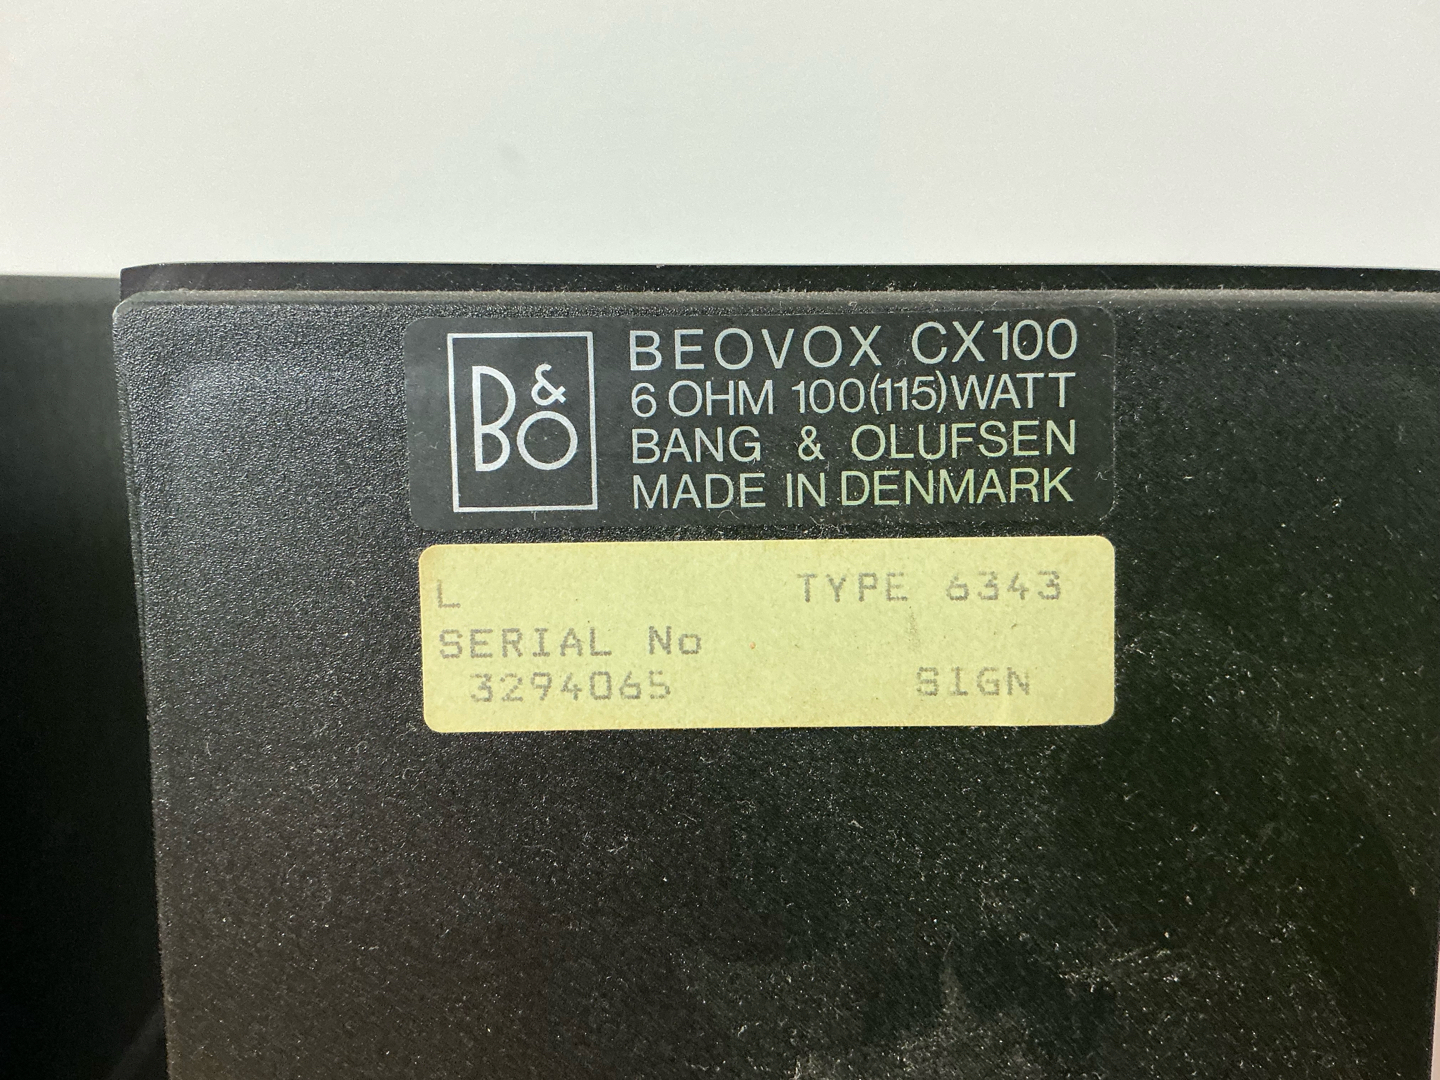 B&O
BEOVOX CX100
6 OHM 100(115)WATT
BANG & OLUFSEN
MADE IN DENMARK
L TYPE 6343
SERIAL No
3294065 SIGN